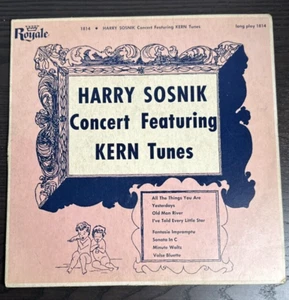 Royale
1814 • HARRY SOSNIK Concert Featuring KERN Tunes
long play 1814
HARRY SOSNIK
Concert Featuring
KERN Tunes
All The Things You Are
Yesterdays
Old Man River
I've Told Every Little Star
Fantasie Impromptu
Sonata in C
Minute Waltz
Valse Bluette